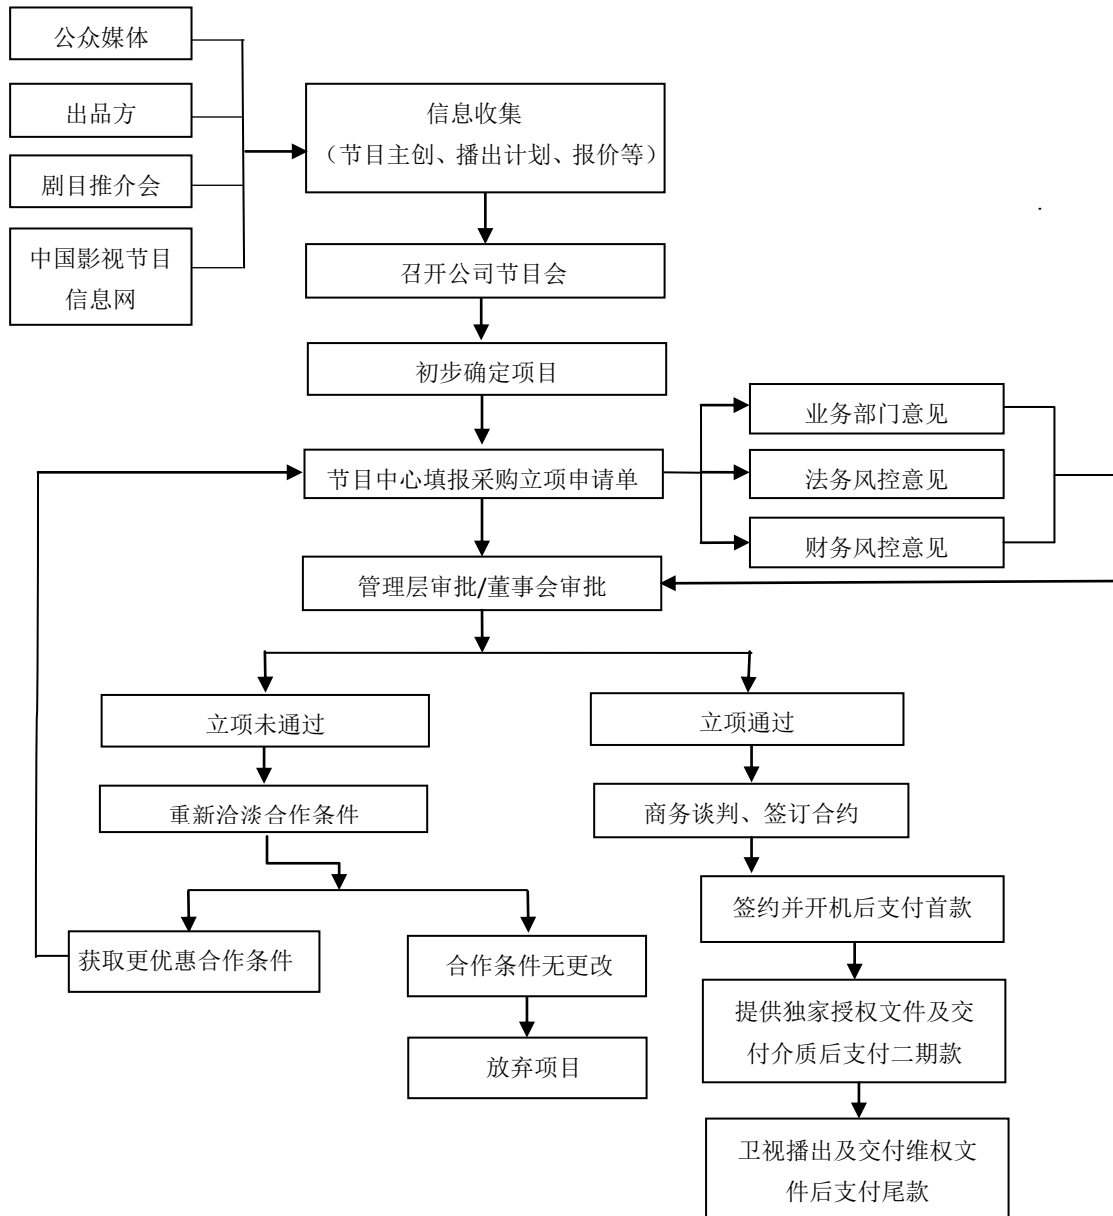 公众媒体
出品方
剧目推介会
中国影视节目
信息网
信息收集
（节目主创、播出计划、报价等）
召开公司节目会
初步确定项目
节目中心填报采购立项申请单
业务部门意见
法务风控意见
财务风控意见
管理层审批/董事会审批
立项未通过
立项通过
重新洽谈合作条件
商务谈判、签订合约
获取更优惠合作条件
合作条件无更改
放弃项目
签约并开机后支付首款
提供独家授权文件及交
付介质后支付二期款
卫视播出及交付维权文
件后支付尾款